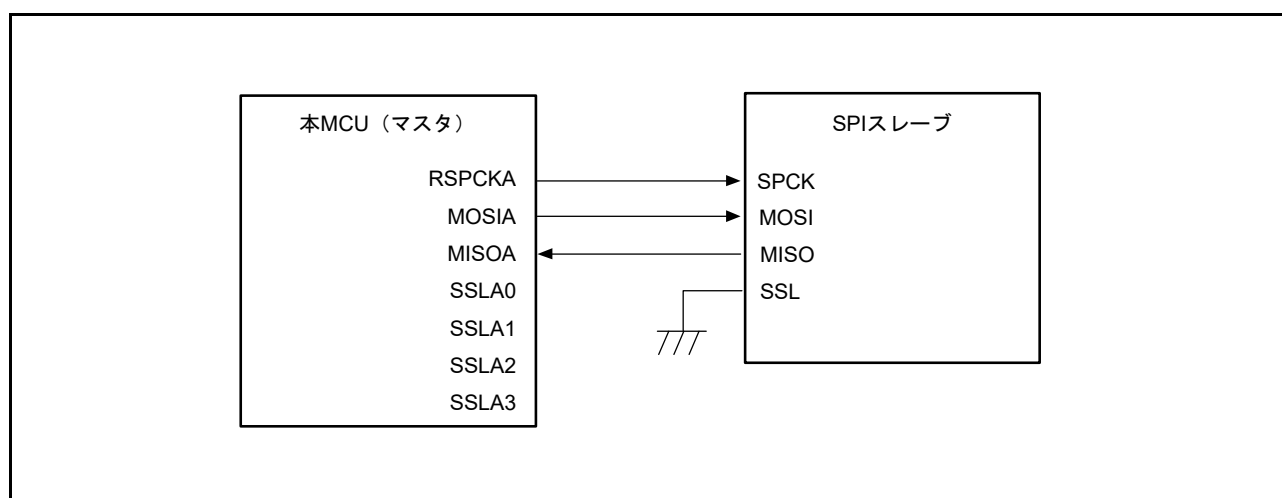 本MCU（マスタ）
RSPCKA
MOSIA
MISOA
SSLA0
SSLA1
SSLA2
SSLA3
SPIスレーブ
SPCK
MOSI
MISO
SSL